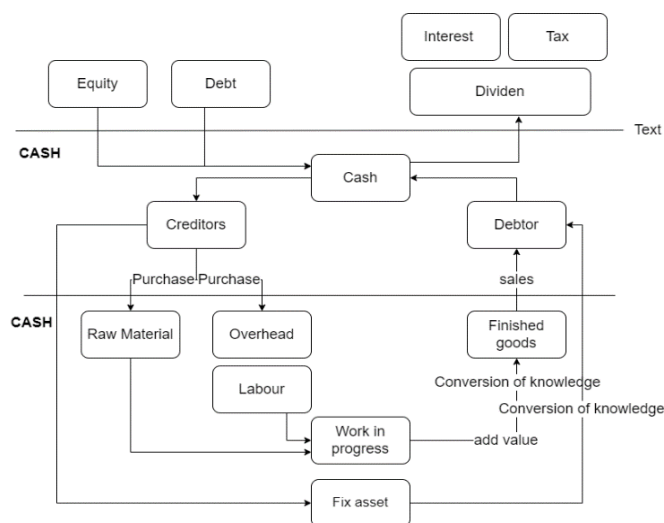 Interest
Tax
Equity
Debt
Dividen
Text
CASH
Cash
Creditors
Debtor
Purchase
Purchase
sales
CASH
Raw Material
Overhead
Finished
goods
Labour
Conversion of knowledge
Conversion of knowledge
Work in
progress
add value
Fix asset